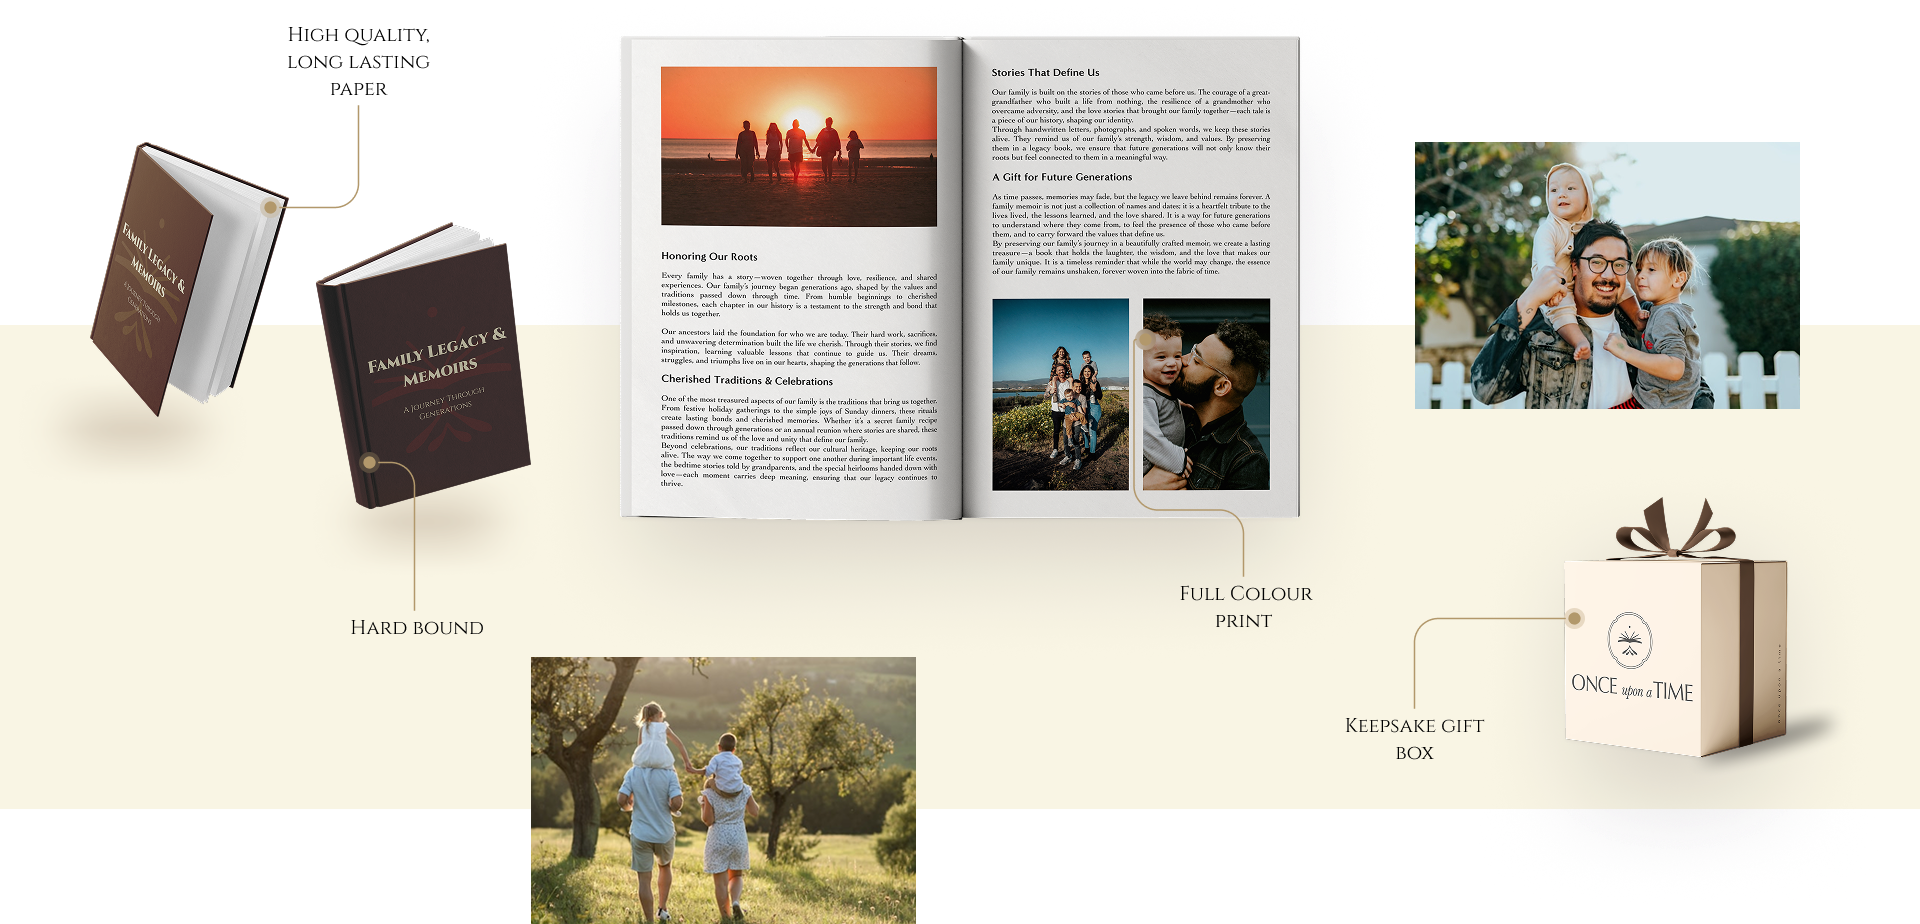 High quality,
long lasting
paper
Family Legacy &
Memoirs
A Journey Through
Generations
Family Legacy &
Memoirs
A Journey Through
Generations
Hard bound
Honoring Our Roots
Every family has a story—woven together through love, resilience, and shared
experiences. Our family's journey began generations ago, shaped by the values and
traditions passed down through time. From humble beginnings to cherished
milestones, each chapter in our history is a testament to the strength and bond that
holds us together.
Our ancestors laid the foundation for who we are today. Their hard work, sacrifices,
and unwavering determination built the life we cherish. Through their stories, we find
inspiration, learning valuable lessons that continue to guide us. Their dreams,
struggles, and triumphs live on in our hearts, shaping the generations that follow.
Cherished Traditions & Celebrations
One of the most treasured aspects of our family is the traditions that bring us together.
From festive holiday gatherings to the simple joys of Sunday dinners, these rituals
create lasting bonds and cherished memories. Whether it's a secret family recipe
passed down through generations or an annual reunion where stories are shared, these
traditions remind us of the love and unity that define our family.
Beyond celebrations, our traditions reflect our cultural heritage, keeping our roots
alive. The way we come together to support one another during important life events,
the bedtime stories told by grandparents, and the special heirlooms handed down with
love—each moment carries deep meaning, ensuring that our legacy continues to
thrive.
Stories That Define Us
Our family is built on the stories of those who came before us. The courage of a great-
grandfather who built a life from nothing, the resilience of a grandmother who
overcame adversity, and the love stories that brought our family together—each tale is
a piece of our history, shaping our identity.
Through handwritten letters, photographs, and spoken words, we keep these stories
alive. They remind us of our family's strength, wisdom, and values. By preserving
them in a legacy book, we ensure that future generations will not only know their
roots but feel connected to them in a meaningful way.
A Gift for Future Generations
As time passes, memories may fade, but the legacy we leave behind remains forever. A
family memoir is not just a collection of names and dates; it is a heartfelt tribute to the
lives lived, the lessons learned, and the love shared. It is a way for future generations
to understand where they come from, to feel the presence of those who came before
them, and to carry forward the values that define us.
By preserving our family's journey in a beautifully crafted memoir, we create a lasting
treasure—a book that holds the laughter, the wisdom, and the love that makes our
family unique. It is a timeless reminder that while the world may change, the essence
of our family remains unshaken, forever woven into the fabric of time.
Full Colour
print
Keepsake gift
box
ONCE upon a TIME
once upon a time